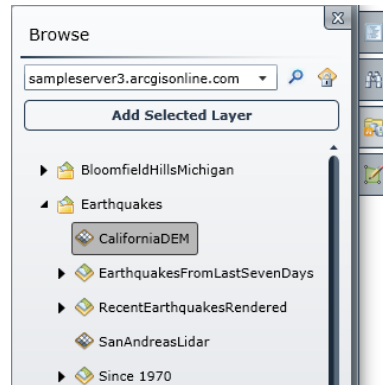 Browse
sampleserver3.arcgisonline.com
Add Selected Layer
BloomfieldHillsMichigan
Earthquakes
CaliforniaDEM
EarthquakesFromLastSevenDays
RecentEarthquakesRendered
SanAndreasLidar
Since 1970